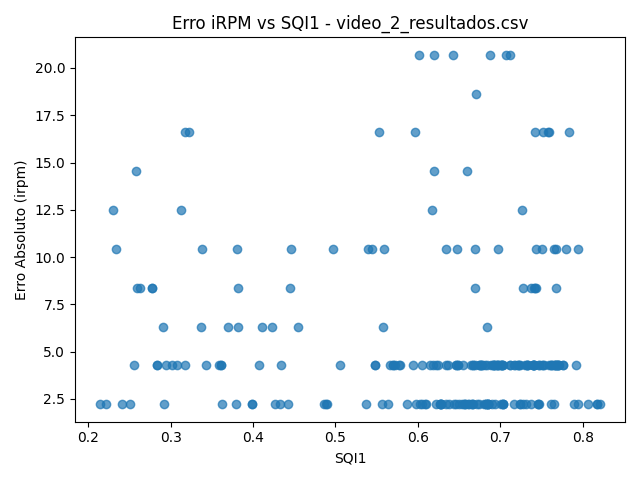 Erro iRPM vs SQI1 - video_2_resultados.csv
20.0
17.5
15.0
12.5
10.0
7.5
5.0
2.5
Erro Absoluto (irpm)
0.2 0.3 0.4 0.5 0.6 0.7 0.8
SQI1